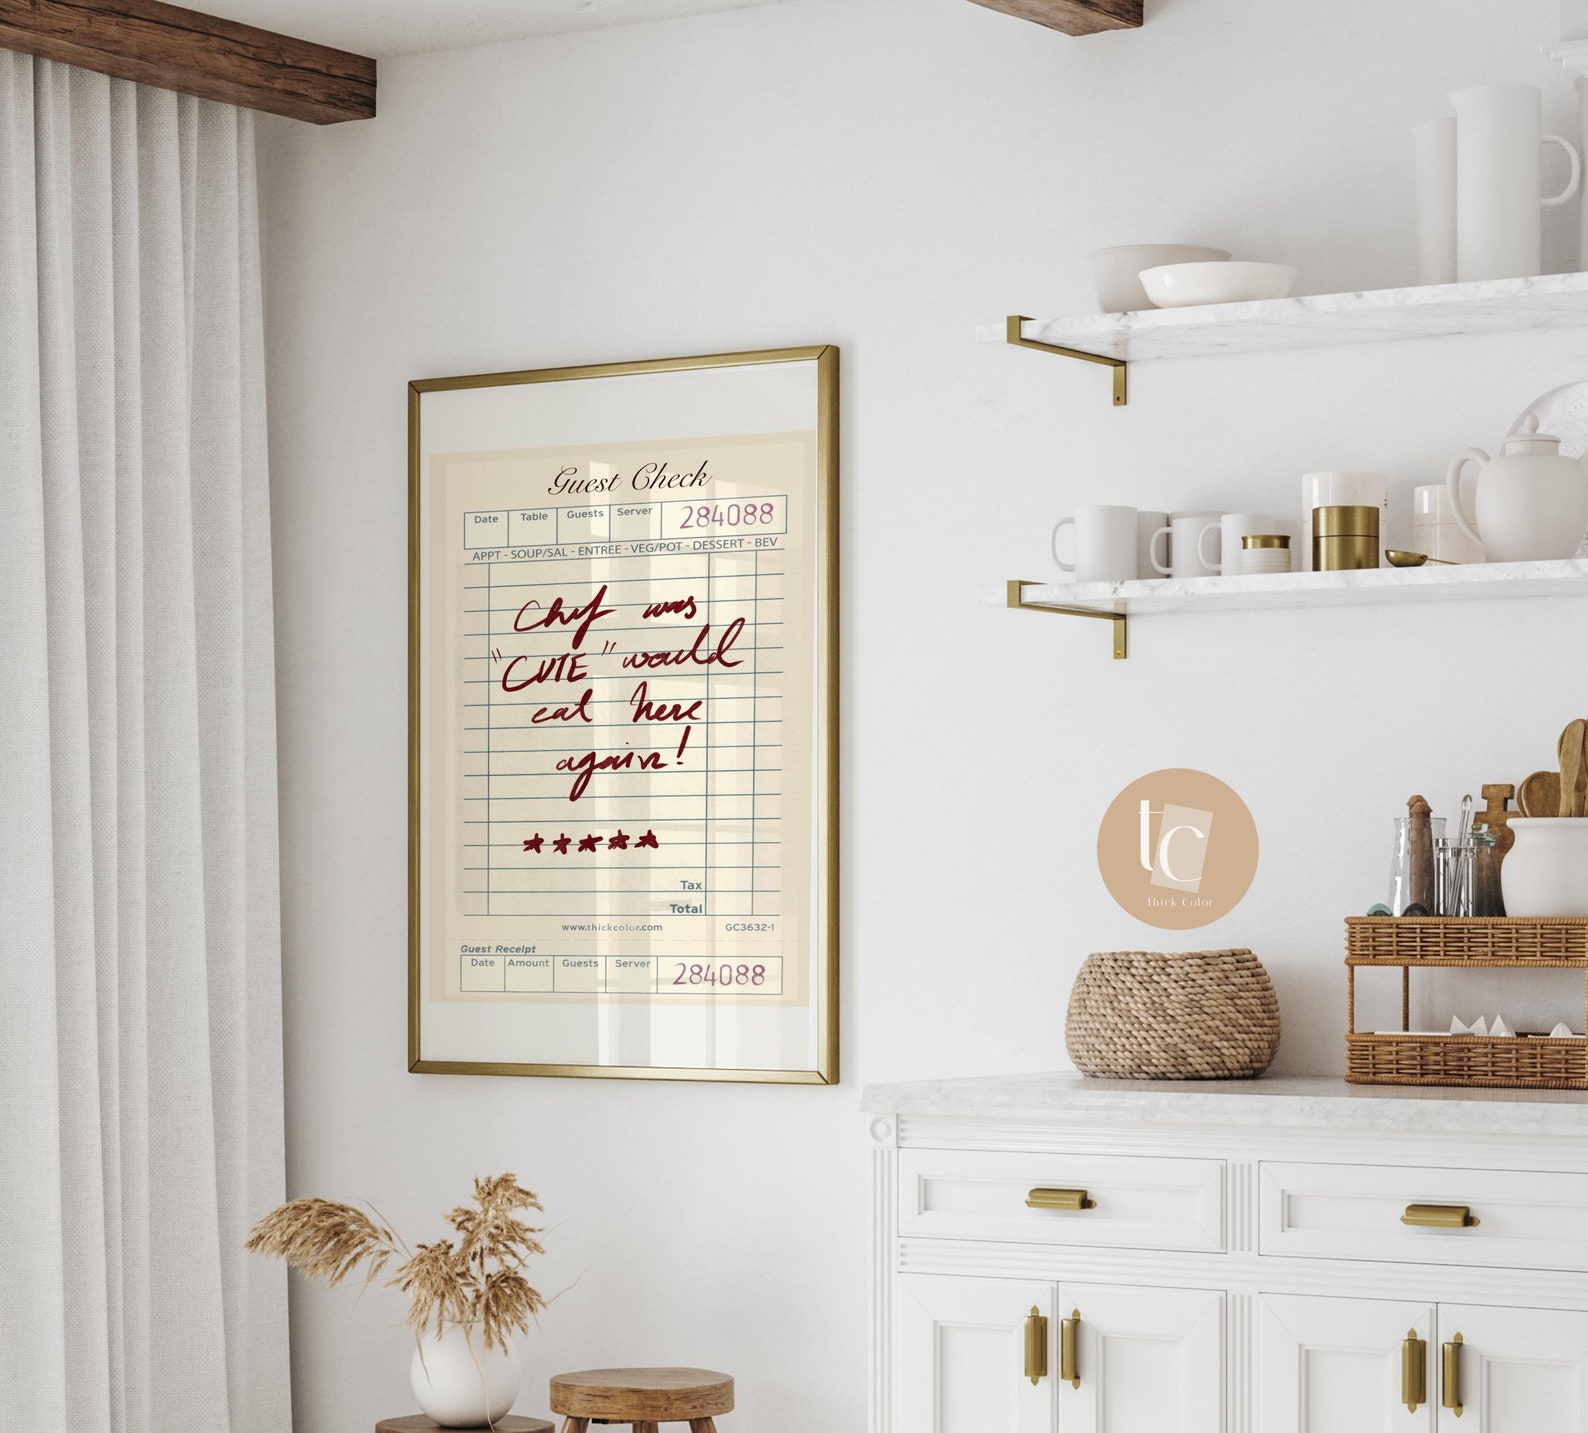 Guest Check
Date Table Guests Server 284088
APPT - SOUP/SAL - ENTREE - VEG/POT - DESSERT - BEV
Chef was
"CUTE" would
eat here
again!
★★★★★
Tax
Total
www.thickcolor.com GC3632-1
Guest Receipt
Date Amount Guests Server 284088
tc
Thick Color